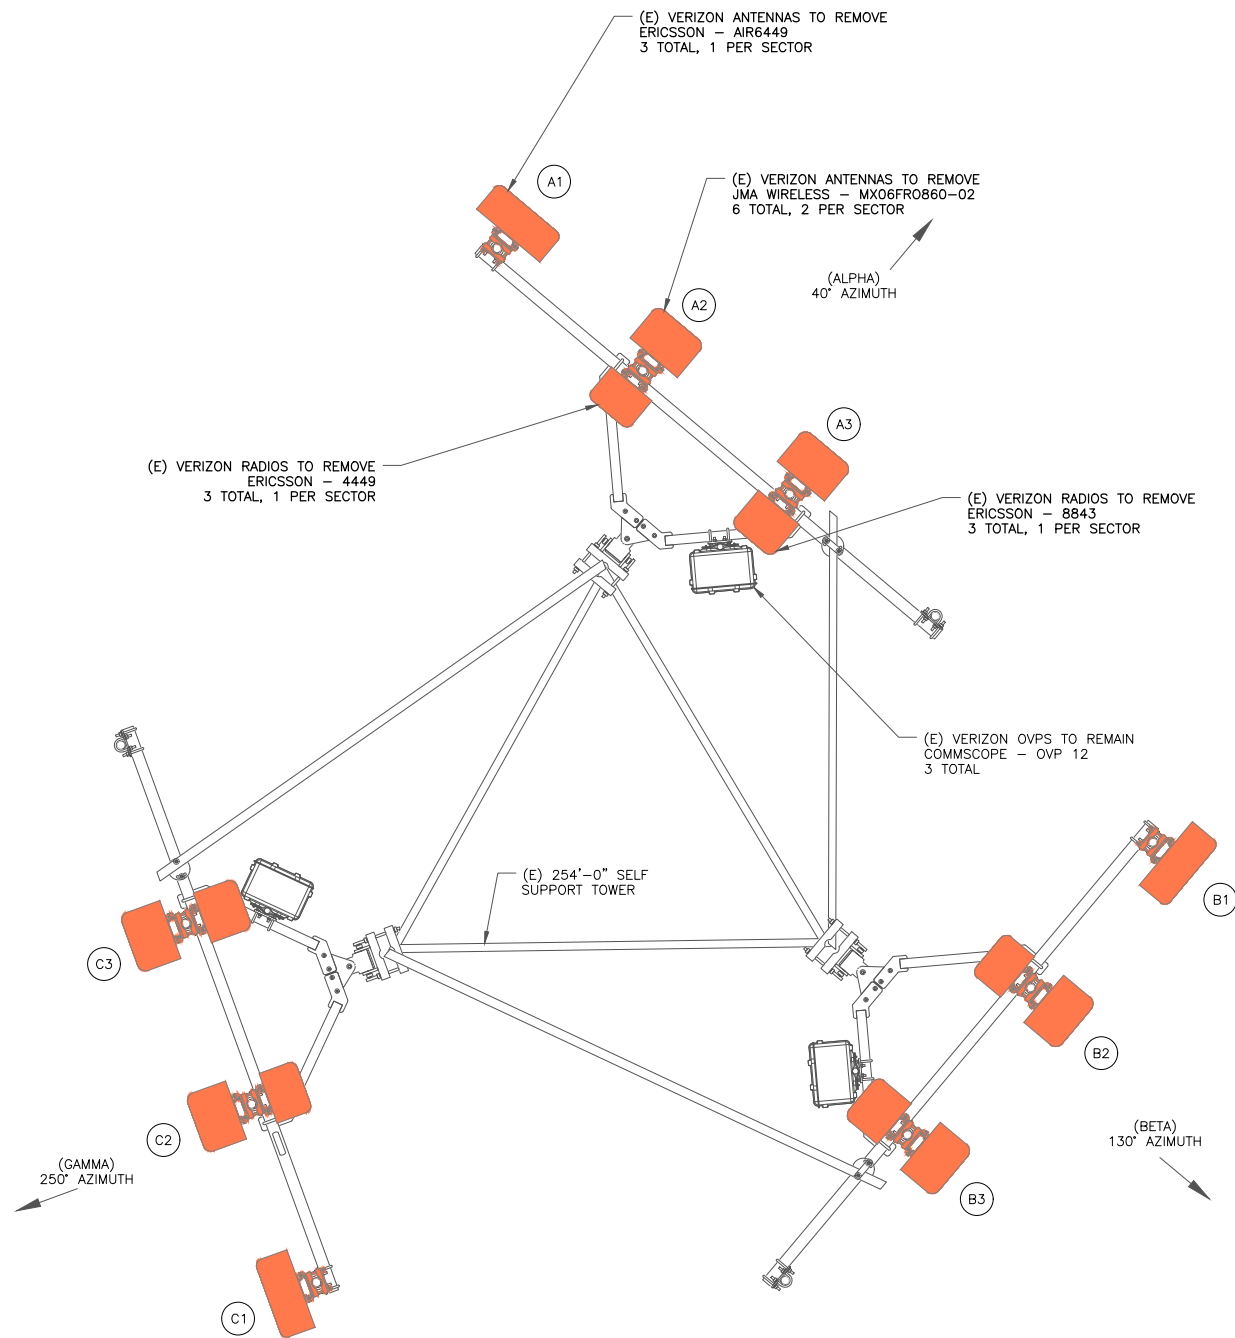 (E) VERIZON ANTENNAS TO REMOVE
ERICSSON – AIR6449
3 TOTAL, 1 PER SECTOR
A1
(E) VERIZON ANTENNAS TO REMOVE
JMA WIRELESS – MX06FRO860–02
6 TOTAL, 2 PER SECTOR
(ALPHA)
40° AZIMUTH
A2
A3
(E) VERIZON RADIOS TO REMOVE
ERICSSON – 4449
3 TOTAL, 1 PER SECTOR
(E) VERIZON RADIOS TO REMOVE
ERICSSON – 8843
3 TOTAL, 1 PER SECTOR
(E) VERIZON OVPS TO REMAIN
COMMSCOPE – OVP 12
3 TOTAL
(E) 254'–0" SELF
SUPPORT TOWER
B1
C3
B2
C2
(BETA)
130° AZIMUTH
(GAMMA)
250° AZIMUTH
B3
C1